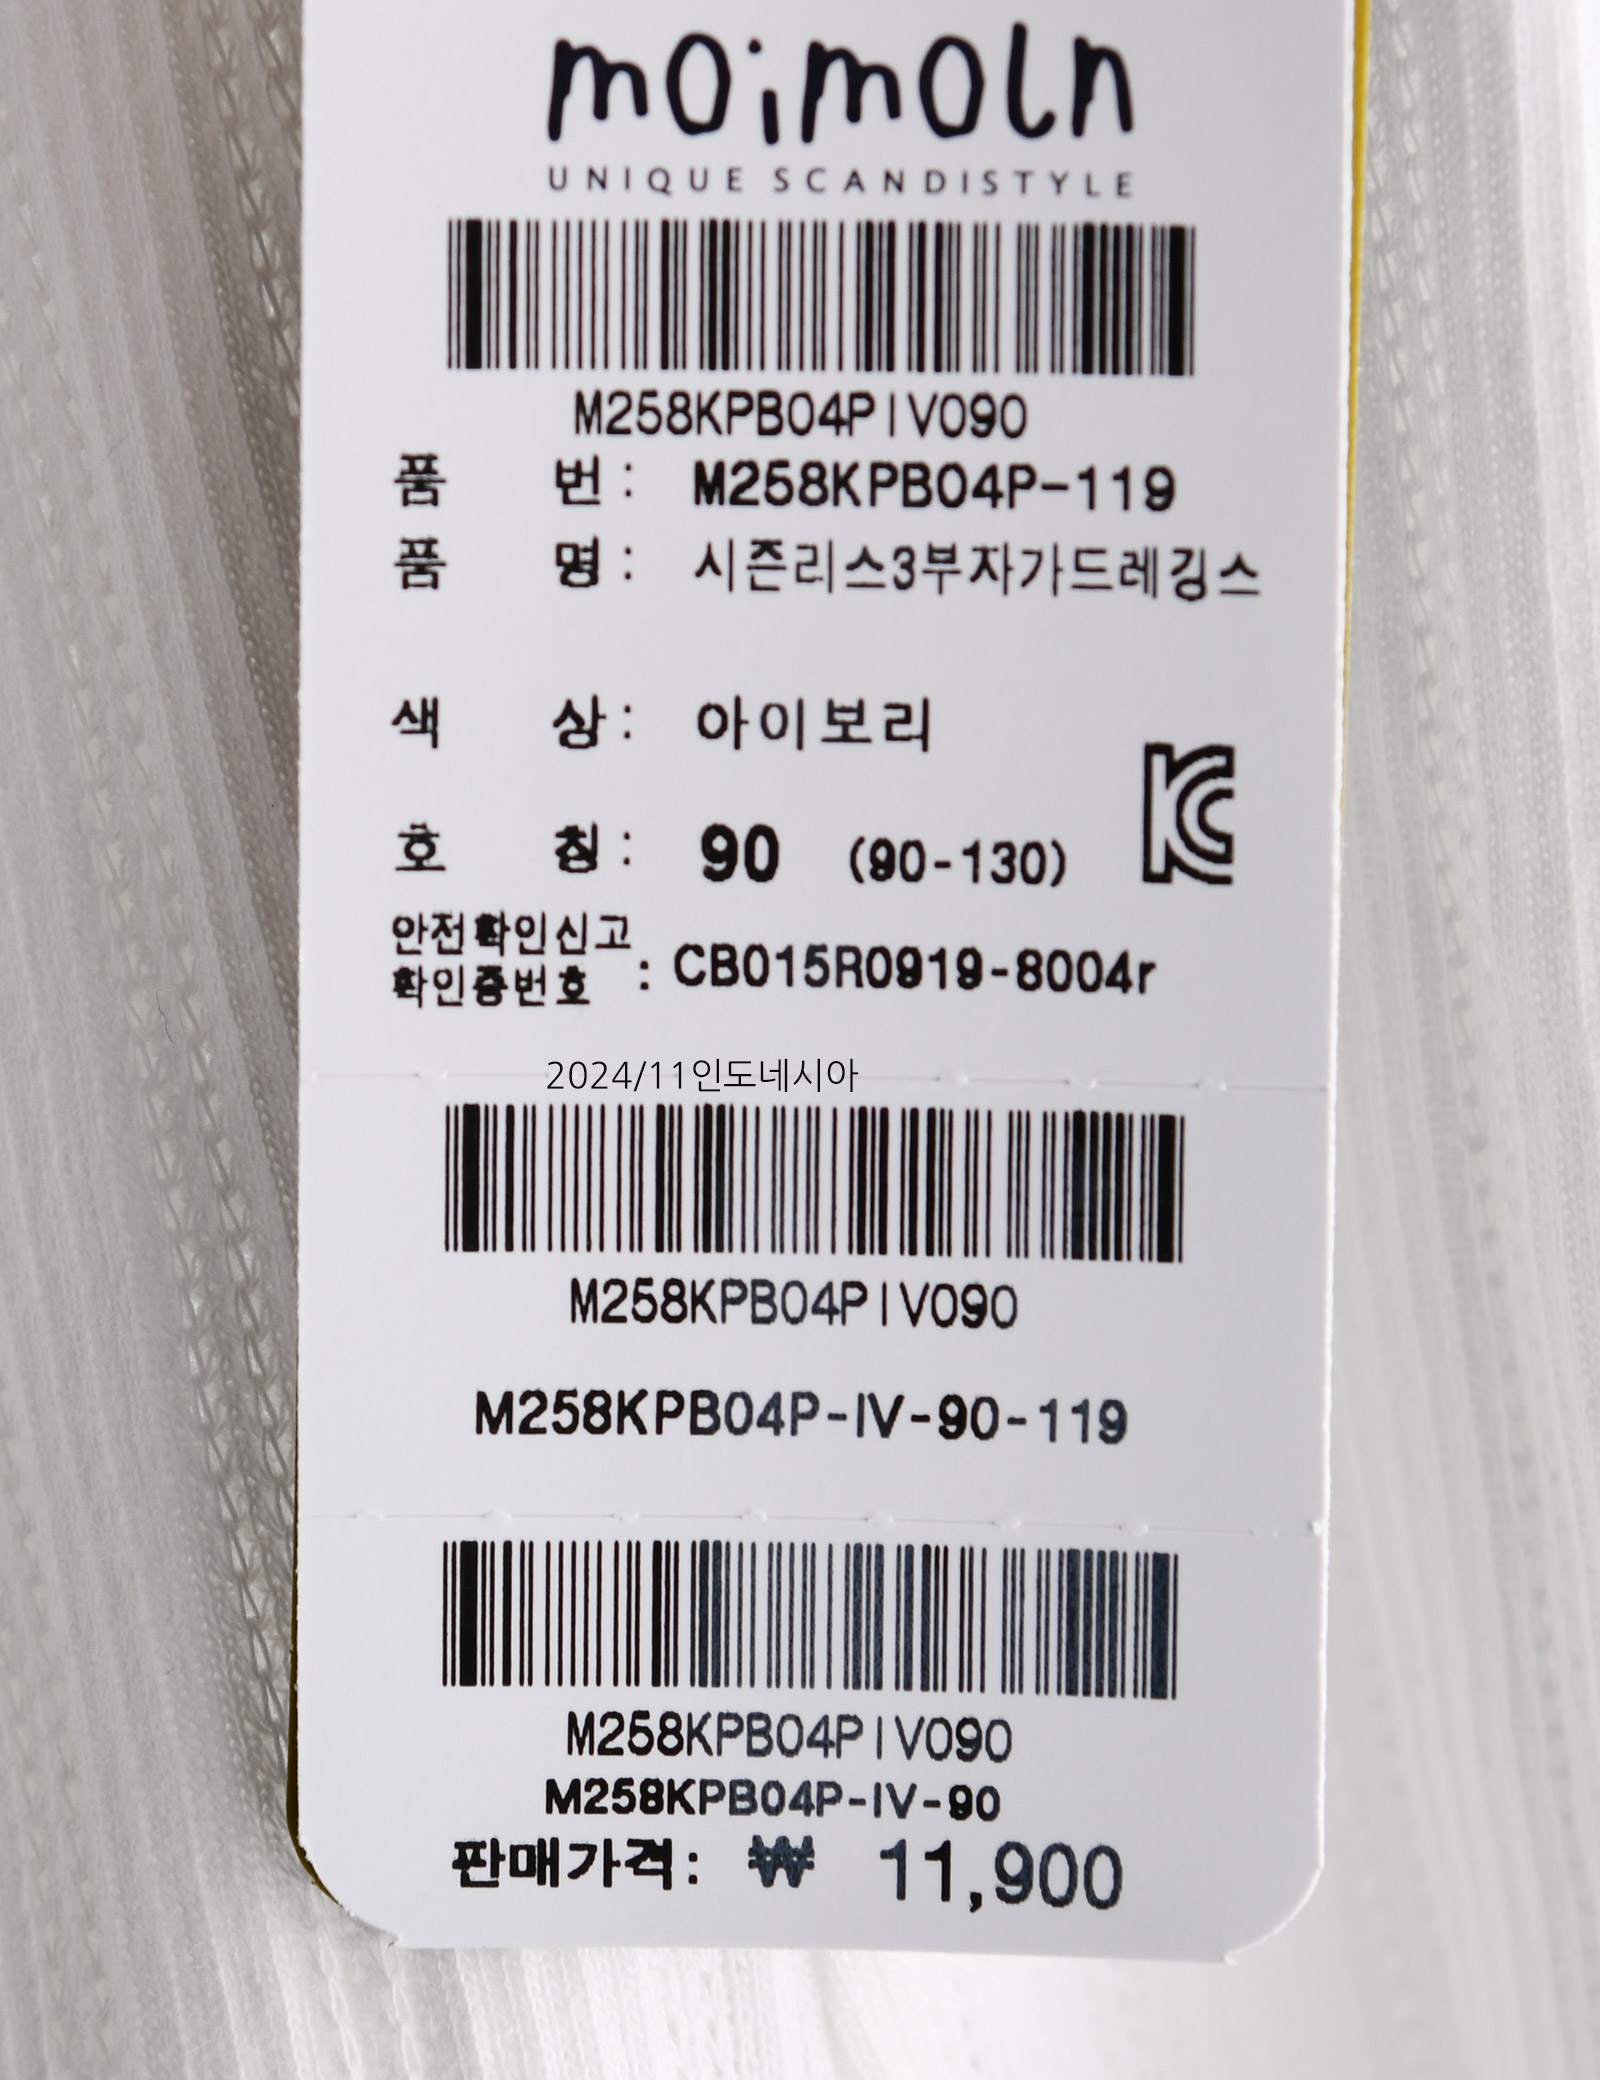 moimoln
UNIQUE SCANDISTYLE
M258KPB04PIV090
품 번 : M258KPB04P-119
품 명 : 시즌리스3부자가드레깅스
색 상 : 아이보리
호 칭 : 90 (90-130)
안전확인신고
확인증번호 : CB015R0919-8004r
2024/11인도네시아
M258KPB04PIV090
M258KPB04P-IV-90-119
M258KPB04PIV090
M258KPB04P-IV-90
판매가격: ₩ 11,900